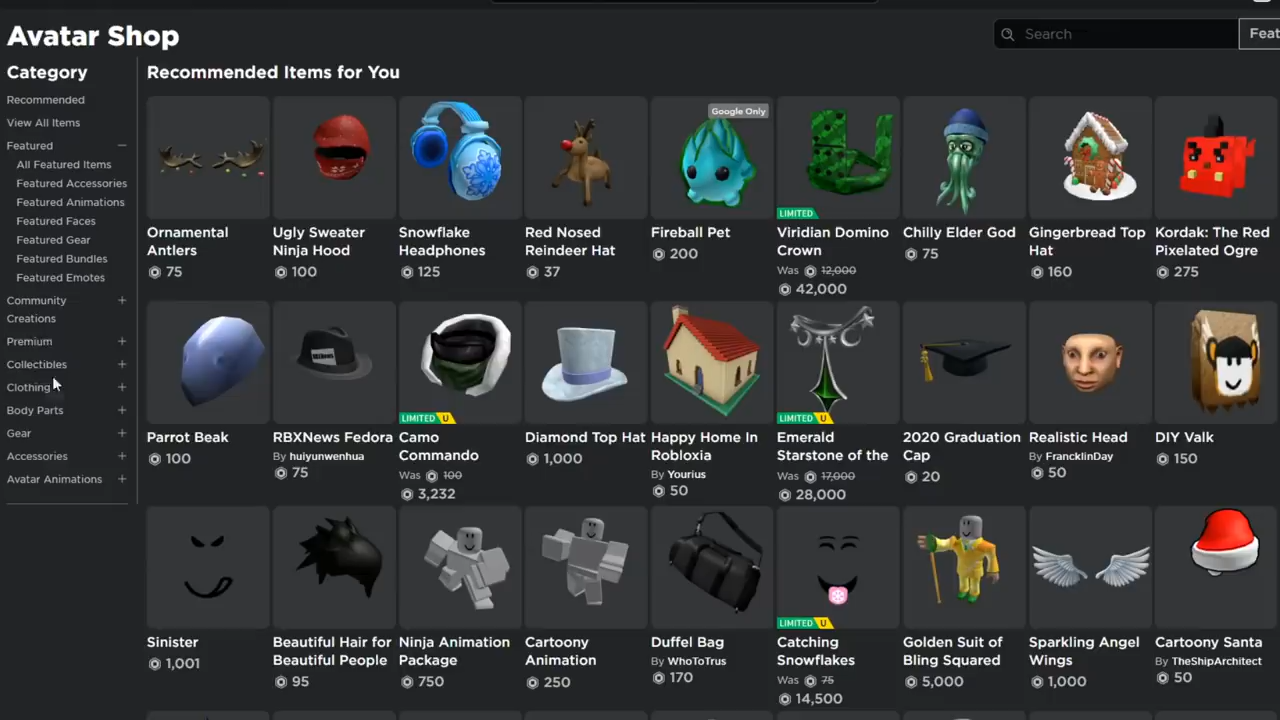 Avatar Shop
Search
Feat
Category
Recommended
View All Items
Featured
All Featured Items
Featured Accessories
Featured Animations
Featured Faces
Featured Gear
Featured Bundles
Featured Emotes
Community
Creations
Premium
Collectibles
Clothing
Body Parts
Gear
Accessories
Avatar Animations
Recommended Items for You
Ornamental
Antlers
75
Ugly Sweater
Ninja Hood
100
Snowflake
Headphones
125
Red Nosed
Reindeer Hat
37
Google Only
Fireball Pet
200
LIMITED
Viridian Domino
Crown
Was 12,000
42,000
Chilly Elder God
75
Gingerbread Top
Hat
160
Kordak: The Red
Pixelated Ogre
275
Parrot Beak
100
RBXNews Fedora
By huiyunwenhua
75
LIMITED U
Camo
Commando
Was 100
3,232
Diamond Top Hat
1,000
Happy Home In
Robloxia
By Yourius
50
LIMITED U
Emerald
Starstone of the
Was 17,000
28,000
2020 Graduation
Cap
20
Realistic Head
By FrancklinDay
50
DIY Valk
150
Sinister
1,001
Beautiful Hair for
Beautiful People
95
Ninja Animation
Package
750
Cartoony
Animation
250
Duffel Bag
By WhoToTrus
170
LIMITED U
Catching
Snowflakes
Was 75
14,500
Golden Suit of
Bling Squared
5,000
Sparkling Angel
Wings
1,000
Cartoony Santa
By TheShipArchitect
50